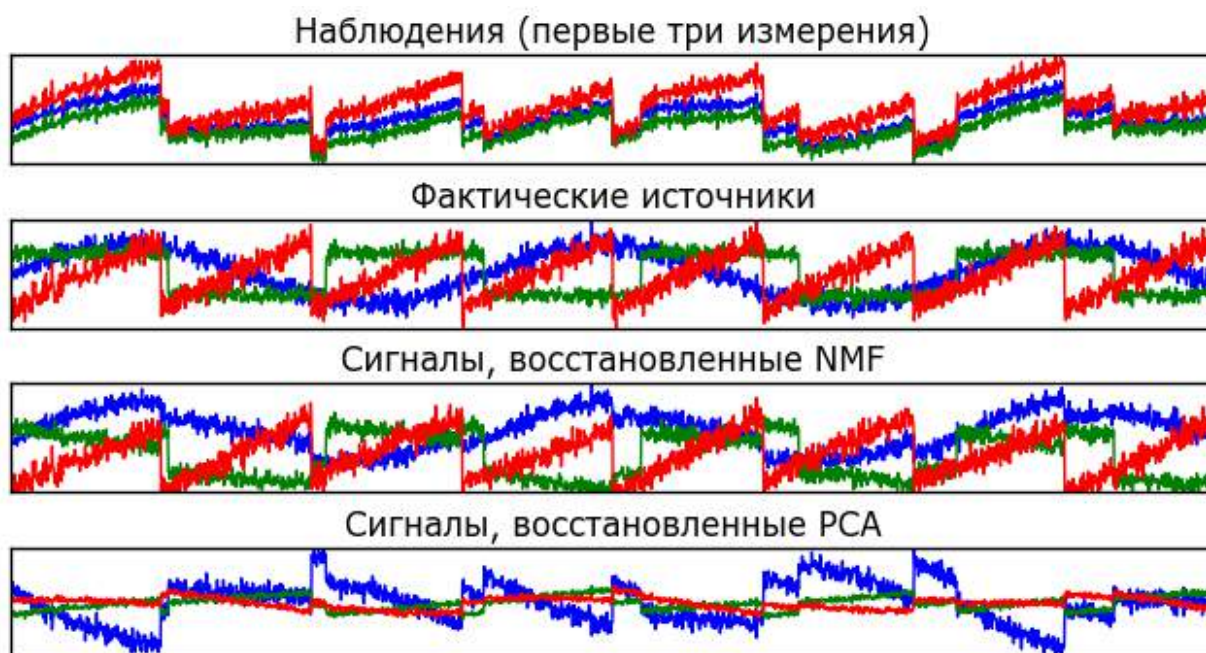 Наблюдения (первые три измерения)
Фактические источники
Сигналы, восстановленные NMF
Сигналы, восстановленные PCA